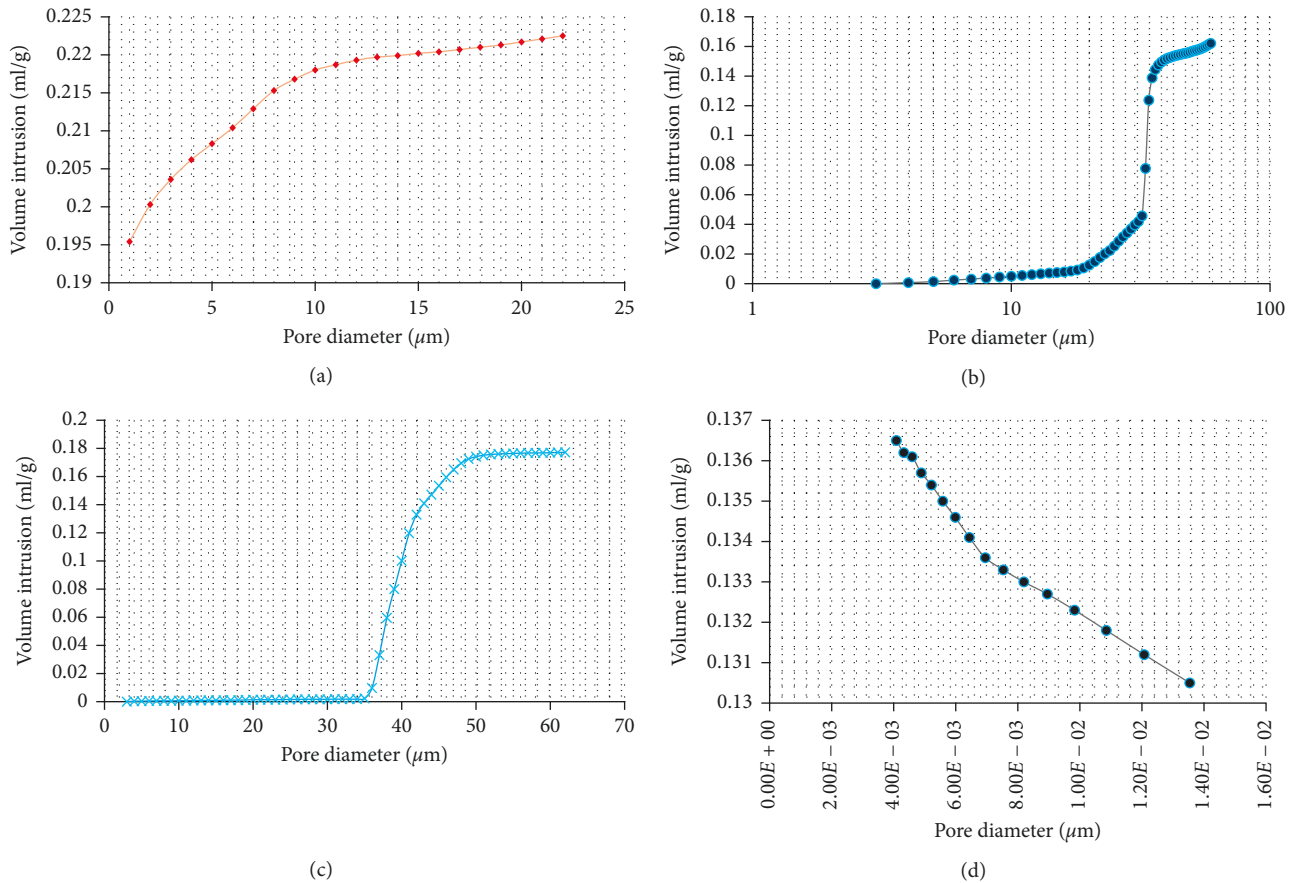 0.225
0.22
0.215
0.21
0.205
0.2
0.195
0.19
Volume intrusion (ml/g)
0 5 10 15 20 25
Pore diameter (μm)
(a)
0.18
0.16
0.14
0.12
0.1
0.08
0.06
0.04
0.02
0
Volume intrusion (ml/g)
1 10 100
Pore diameter (μm)
(b)
0.2
0.18
0.16
0.14
0.12
0.1
0.08
0.06
0.04
0.02
0
Volume intrusion (ml/g)
0 10 20 30 40 50 60 70
Pore diameter (μm)
(c)
0.137
0.136
0.135
0.134
0.133
0.132
0.131
0.13
Volume intrusion (ml/g)
0.00E + 00
2.00E − 03
4.00E − 03
6.00E − 03
8.00E − 03
1.00E − 02
1.20E − 02
1.40E − 02
1.60E − 02
Pore diameter (μm)
(d)